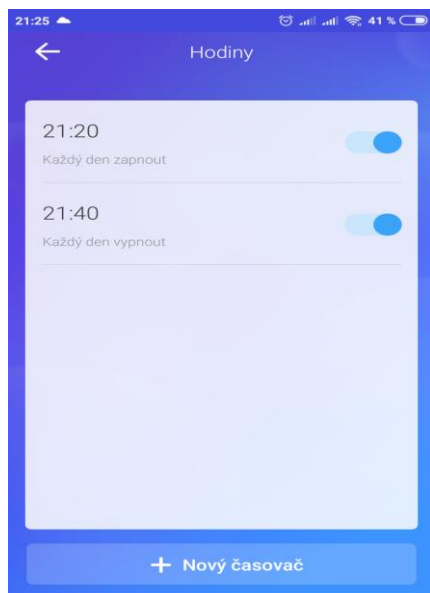 21:25 41 %
Hodiny
21:20
Každý den zapnout
21:40
Každý den vypnout
+ Nový časovač